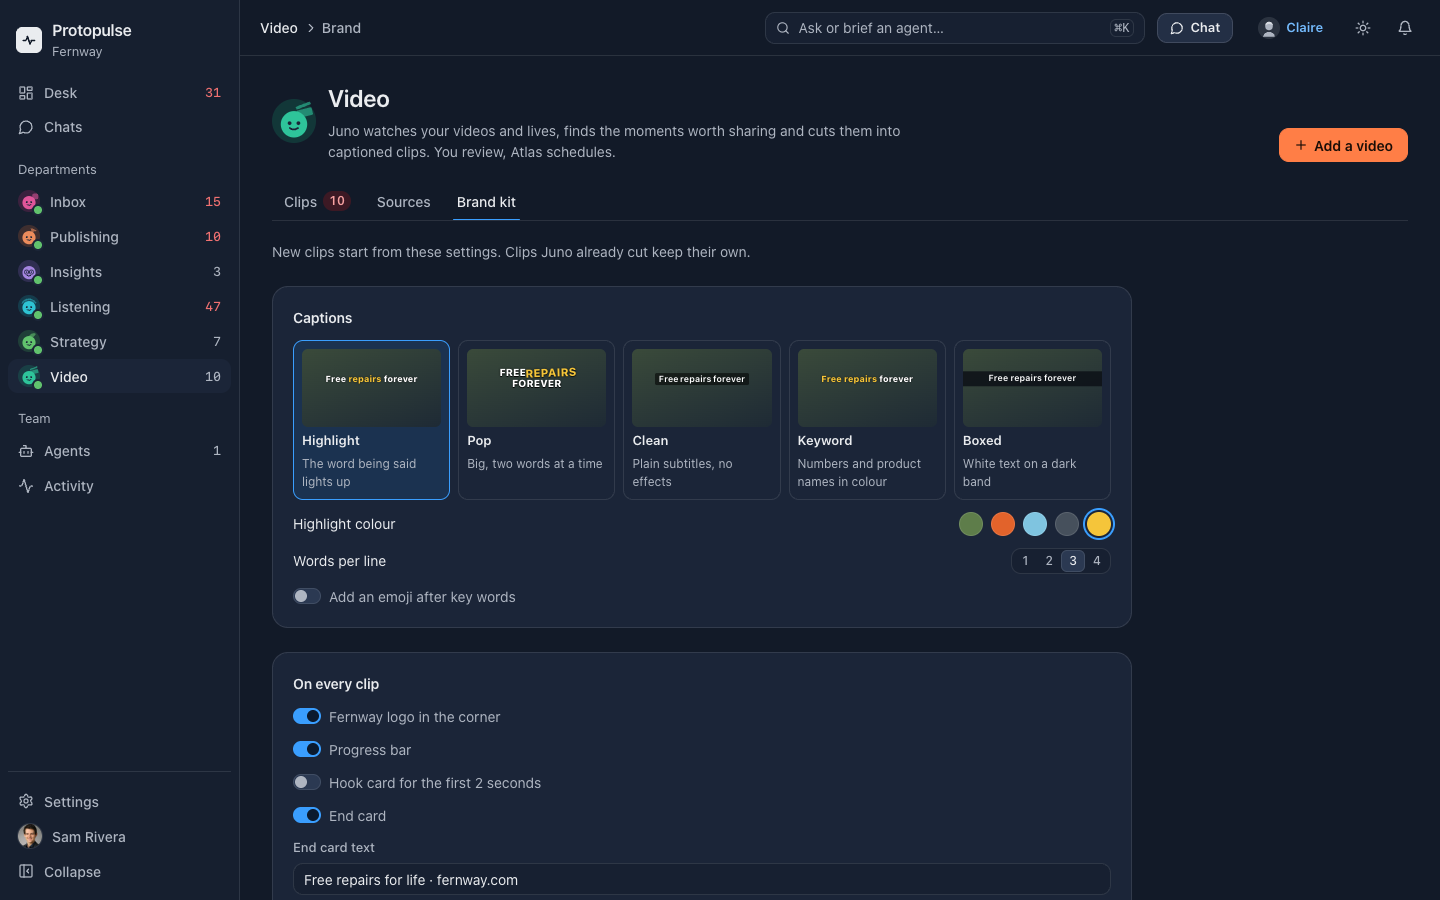 Protopulse
Fernway
Desk 31
Chats
Departments
Inbox 15
Publishing 10
Insights 3
Listening 47
Strategy 7
Video 10
Team
Agents 1
Activity
Settings
Sam Rivera
Collapse
Video > Brand
Ask or brief an agent… ⌘K
Chat
Claire
Video
Juno watches your videos and lives, finds the moments worth sharing and cuts them into
captioned clips. You review, Atlas schedules.
+ Add a video
Clips 10 Sources Brand kit
New clips start from these settings. Clips Juno already cut keep their own.
Captions
Free repairs forever
Highlight
The word being said
lights up
FREE REPAIRS
FOREVER
Pop
Big, two words at a time
Free repairs forever
Clean
Plain subtitles, no
effects
Free repairs forever
Keyword
Numbers and product
names in colour
Free repairs forever
Boxed
White text on a dark
band
Highlight colour
Words per line 1 2 3 4
Add an emoji after key words
On every clip
Fernway logo in the corner
Progress bar
Hook card for the first 2 seconds
End card
End card text
Free repairs for life · fernway.com